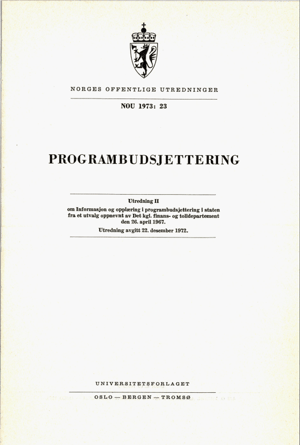 NORGES OFFENTLIGE UTREDNINGER
NOU 1973: 23
PROGRAMBUDSJETTERING
Utredning II
om Informasjon og opplæring i programbudsjettering i staten
fra et utvalg oppnevnt av Det kgl. finans- og tolldepartement
den 26. april 1967.
Utredning avgitt 22. desember 1972.
UNIVERSITETSFORLAGET
OSLO — BERGEN — TROMSØ